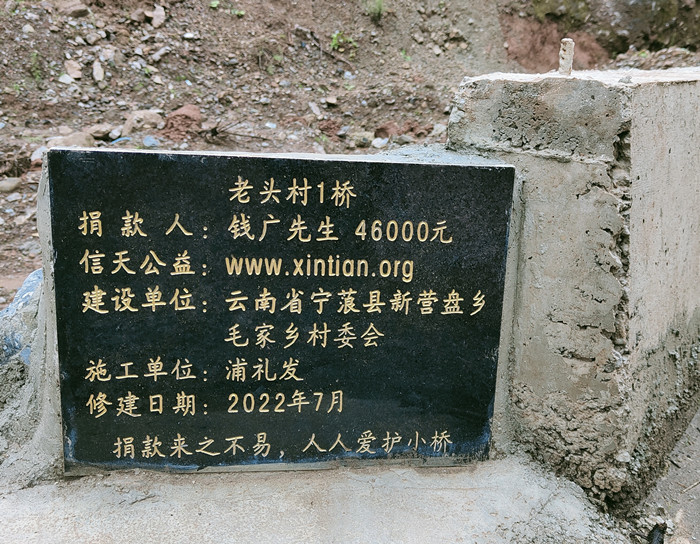 老头村1桥
捐款人：钱广先生 46000元
信天公益：www.xintian.org
建设单位：云南省宁蒗县新营盘乡
毛家乡村委会
施工单位：浦礼发
修建日期：2022年7月
捐款来之不易，人人爱护小桥